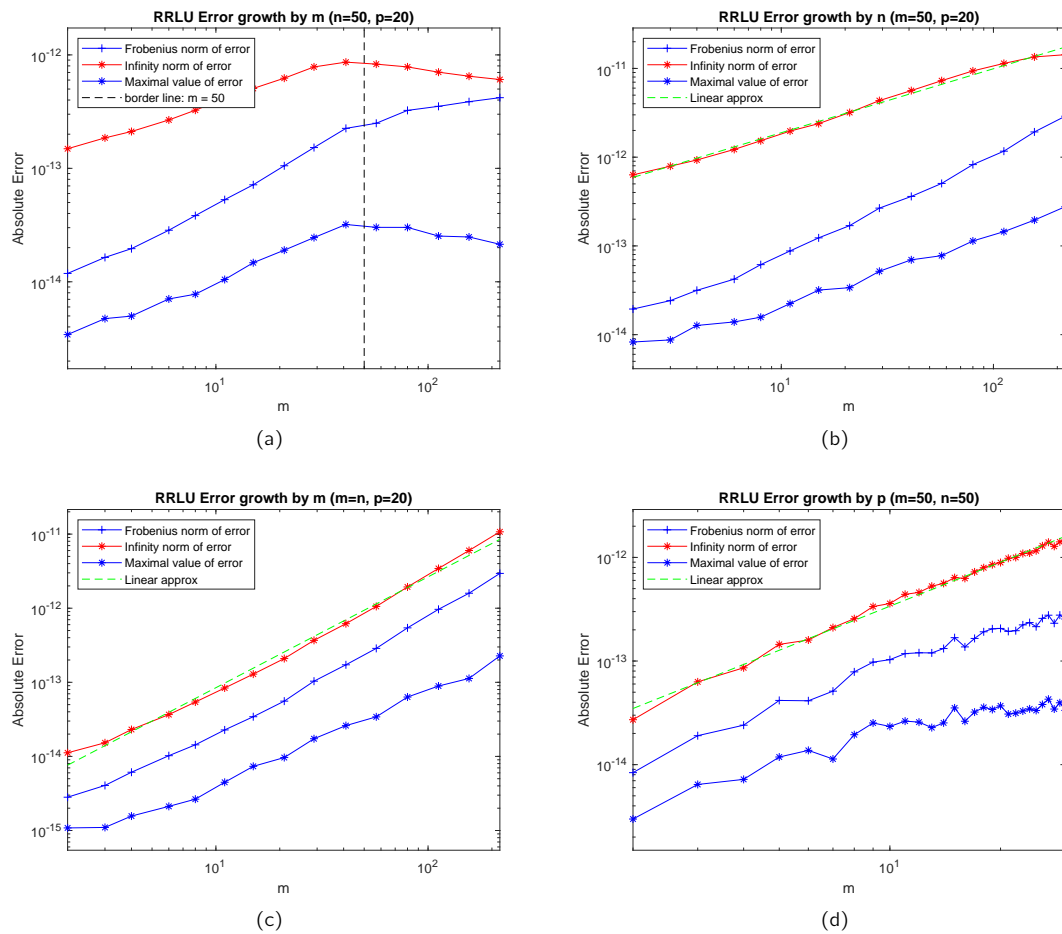 RRLU Error growth by m (n=50, p=20)
Frobenius norm of error
Infinity norm of error
Maximal value of error
border line: m = 50
10^-12
10^-13
10^-14
Absolute Error
10^1
10^2
m
(a)
RRLU Error growth by n (m=50, p=20)
Frobenius norm of error
Infinity norm of error
Maximal value of error
Linear approx
10^-11
10^-12
10^-13
10^-14
Absolute Error
10^1
10^2
m
(b)
RRLU Error growth by m (m=n, p=20)
Frobenius norm of error
Infinity norm of error
Maximal value of error
Linear approx
10^-11
10^-12
10^-13
10^-14
10^-15
Absolute Error
10^1
10^2
m
(c)
RRLU Error growth by p (m=50, n=50)
Frobenius norm of error
Infinity norm of error
Maximal value of error
Linear approx
10^-12
10^-13
10^-14
Absolute Error
10^1
m
(d)